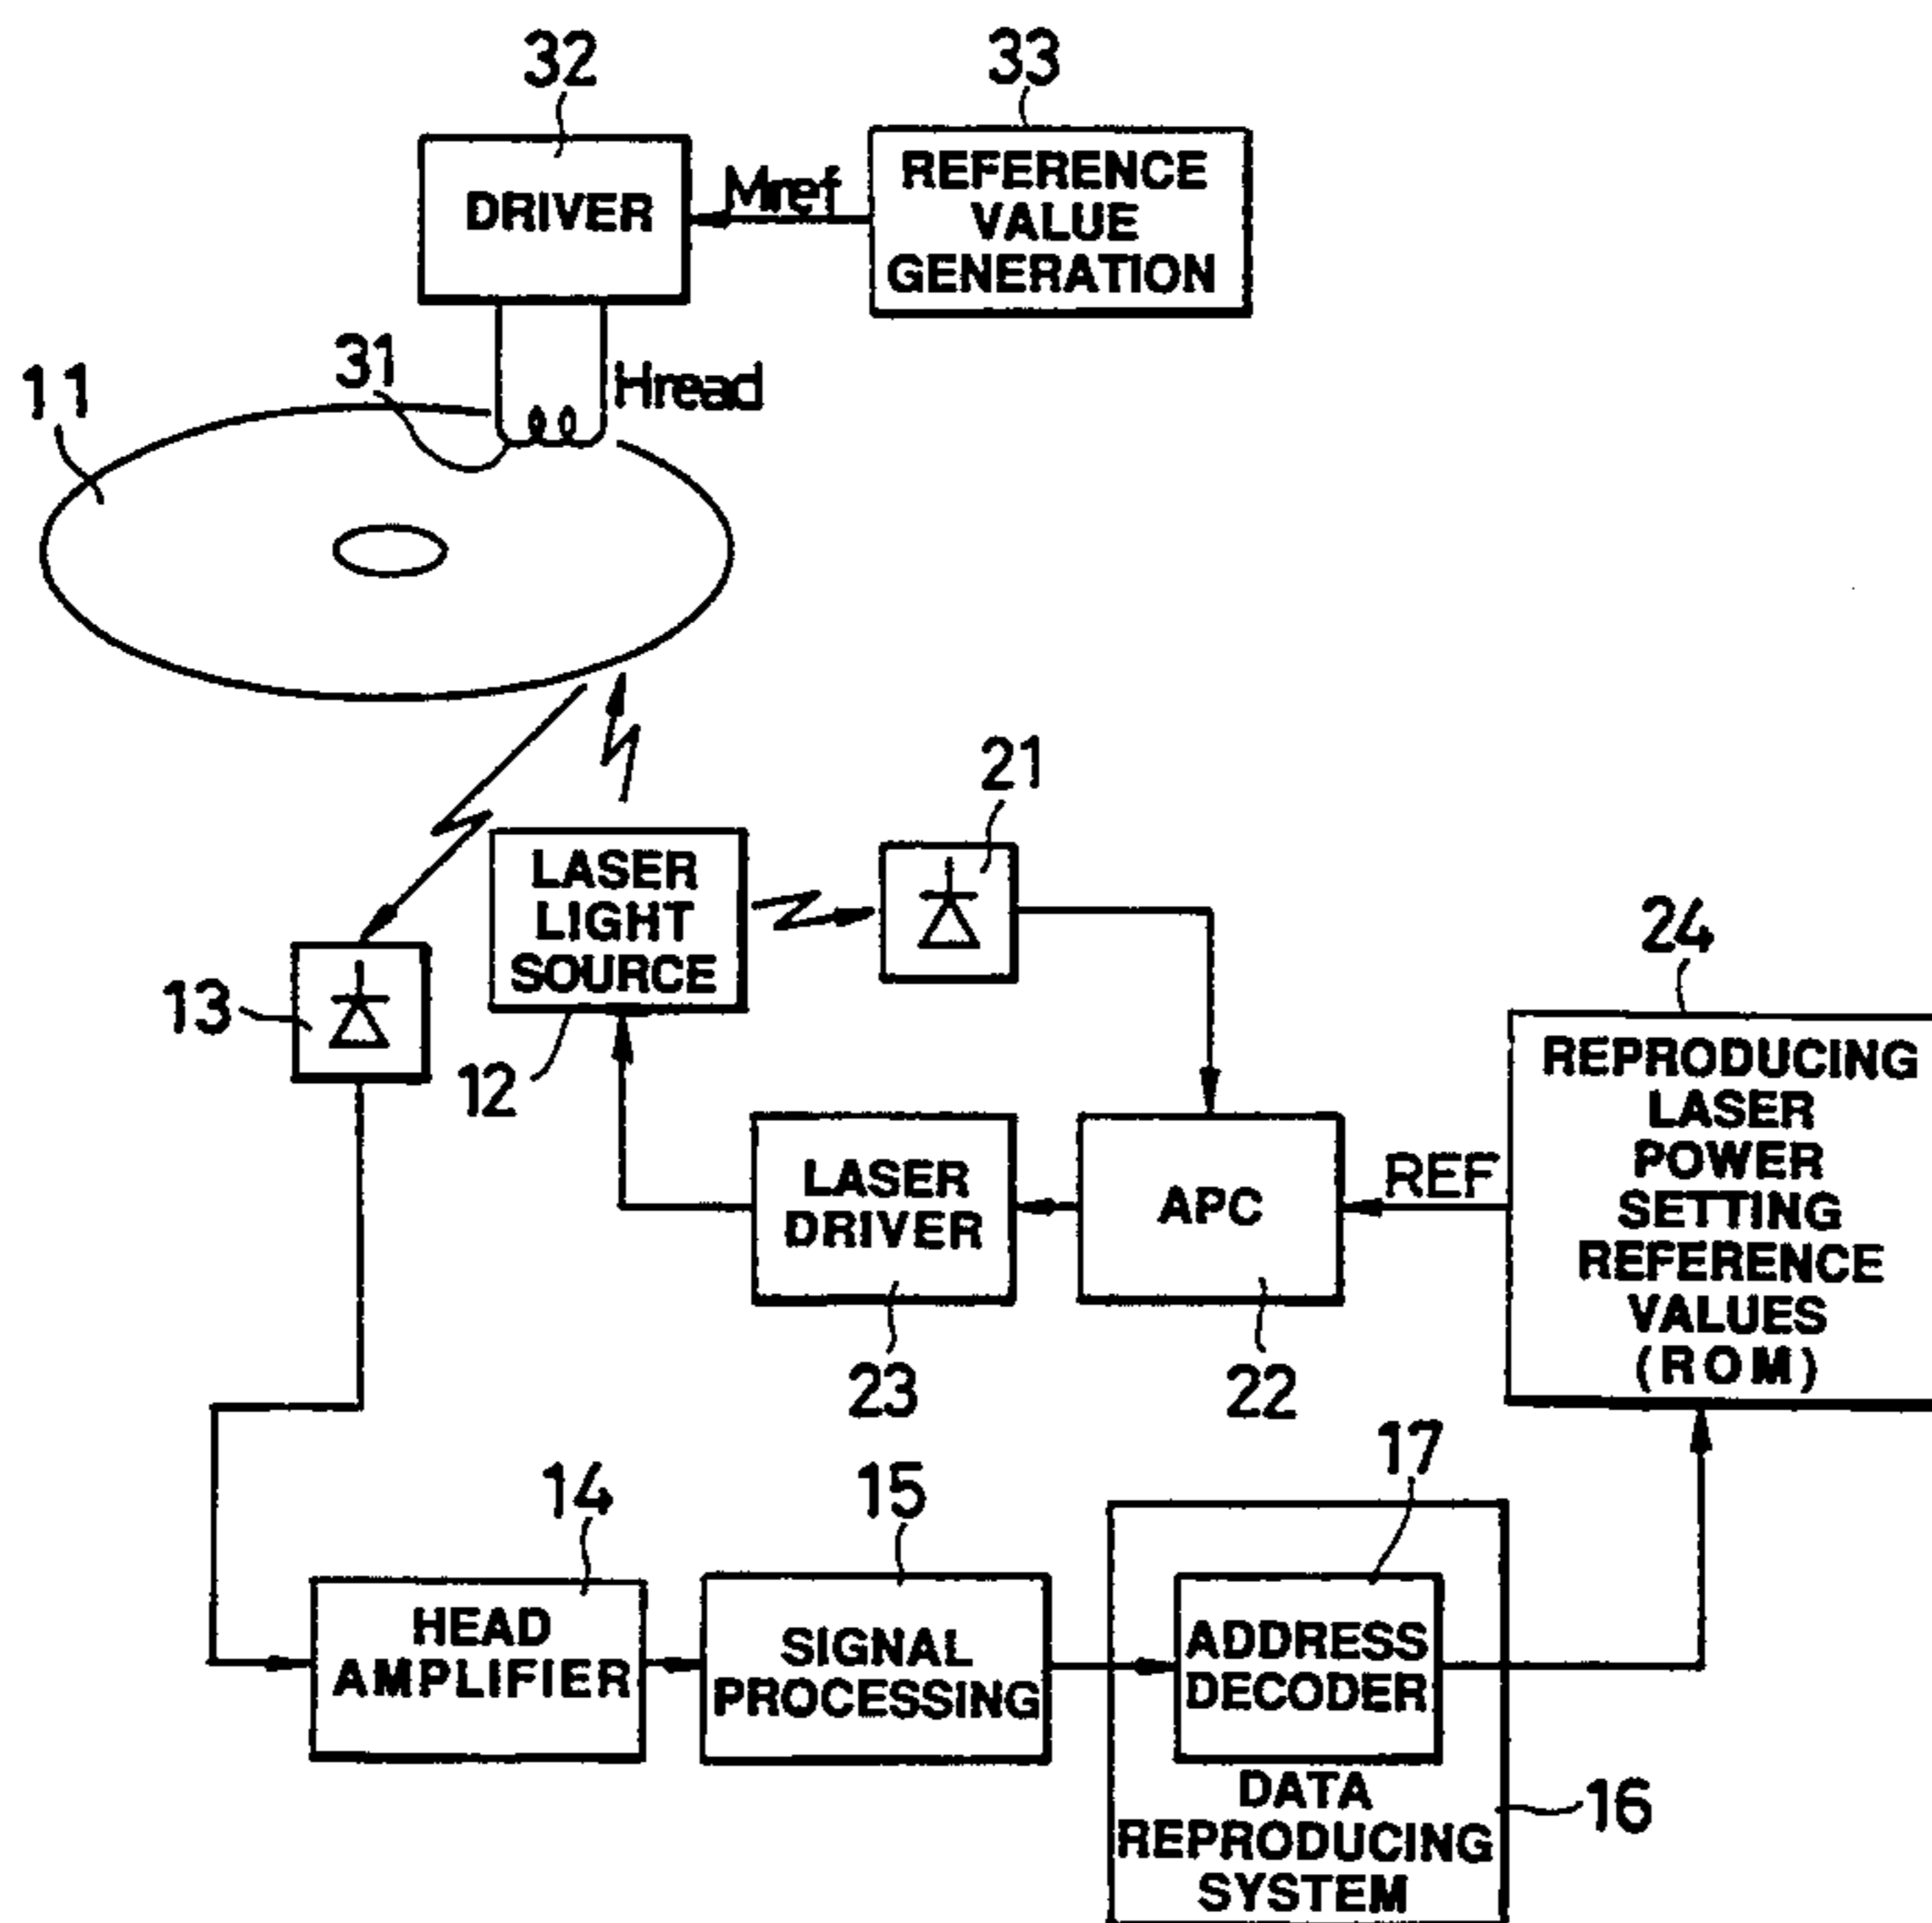 32
33
DRIVER
Mref
REFERENCE
VALUE
GENERATION
31
Hread
11
21
LASER
LIGHT
SOURCE
13
12
24
REPRODUCING
LASER
POWER
SETTING
REFERENCE
VALUES
(ROM)
LASER
DRIVER
APC
REF
23
22
14
15
17
HEAD
AMPLIFIER
SIGNAL
PROCESSING
ADDRESS
DECODER
DATA
REPRODUCING
SYSTEM
16